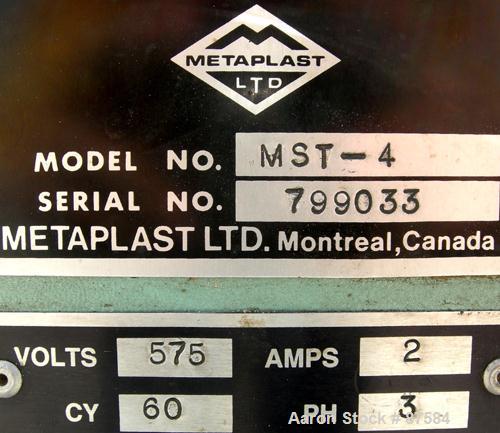 METAPLAST
LTD
MODEL NO. MST-4
SERIAL NO. 799033
METAPLAST LTD. Montreal, Canada
VOLTS 575 AMPS 2
CY 60 PH 3
Aaron Stock # 67584